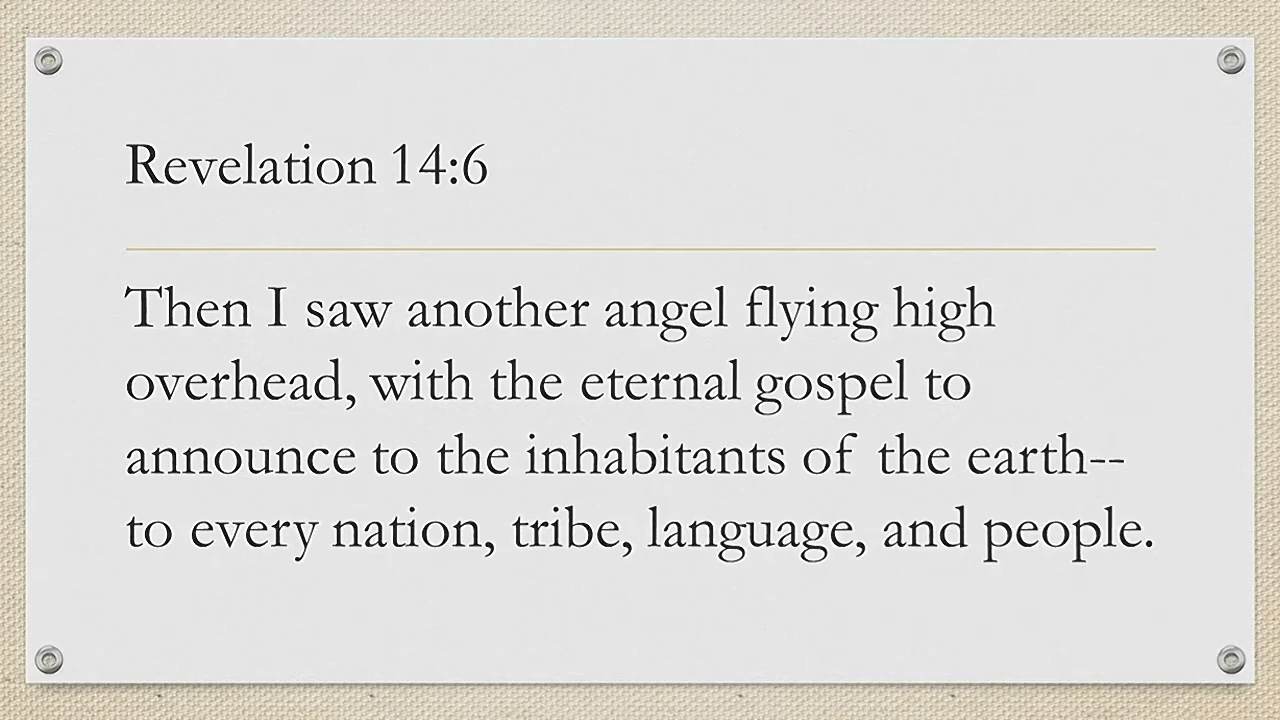 Revelation 14:6
Then I saw another angel flying high
overhead, with the eternal gospel to
announce to the inhabitants of the earth--
to every nation, tribe, language, and people.